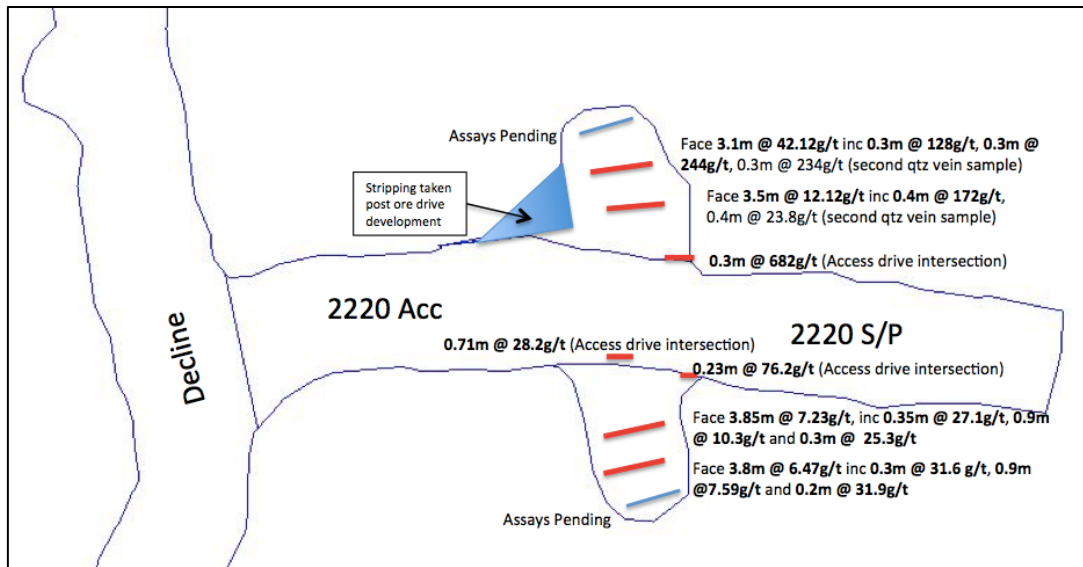 Assays Pending
Face 3.1m @ 42.12g/t inc 0.3m @ 128g/t, 0.3m @
244g/t, 0.3m @ 234g/t (second qtz vein sample)
Stripping taken
post ore drive
development
Face 3.5m @ 12.12g/t inc 0.4m @ 172g/t,
0.4m @ 23.8g/t (second qtz vein sample)
0.3m @ 682g/t (Access drive intersection)
2220 Acc
2220 S/P
Decline
0.71m @ 28.2g/t (Access drive intersection)
0.23m @ 76.2g/t (Access drive intersection)
Face 3.85m @ 7.23g/t, inc 0.35m @ 27.1g/t, 0.9m
@ 10.3g/t and 0.3m @  25.3g/t
Face 3.8m @ 6.47g/t inc 0.3m @ 31.6 g/t, 0.9m
@7.59g/t and 0.2m @ 31.9g/t
Assays Pending